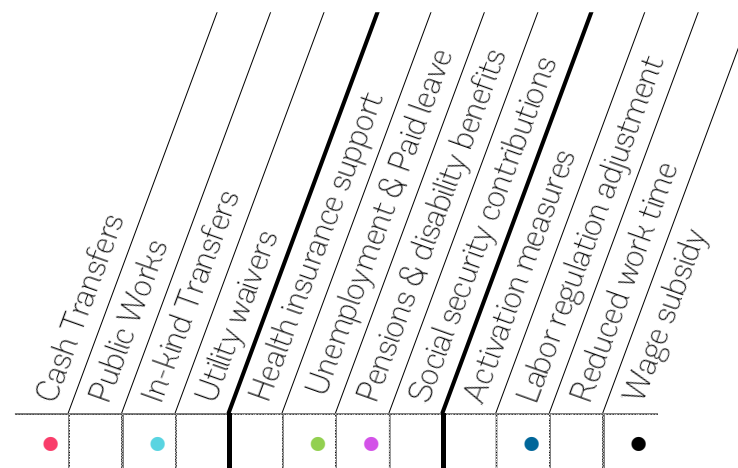 Cash Transfers
Public Works
In-kind Transfers
Utility waivers
Health insurance support
Unemployment & Paid leave
Pensions & disability benefits
Social security contributions
Activation measures
Labor regulation adjustment
Reduced work time
Wage subsidy